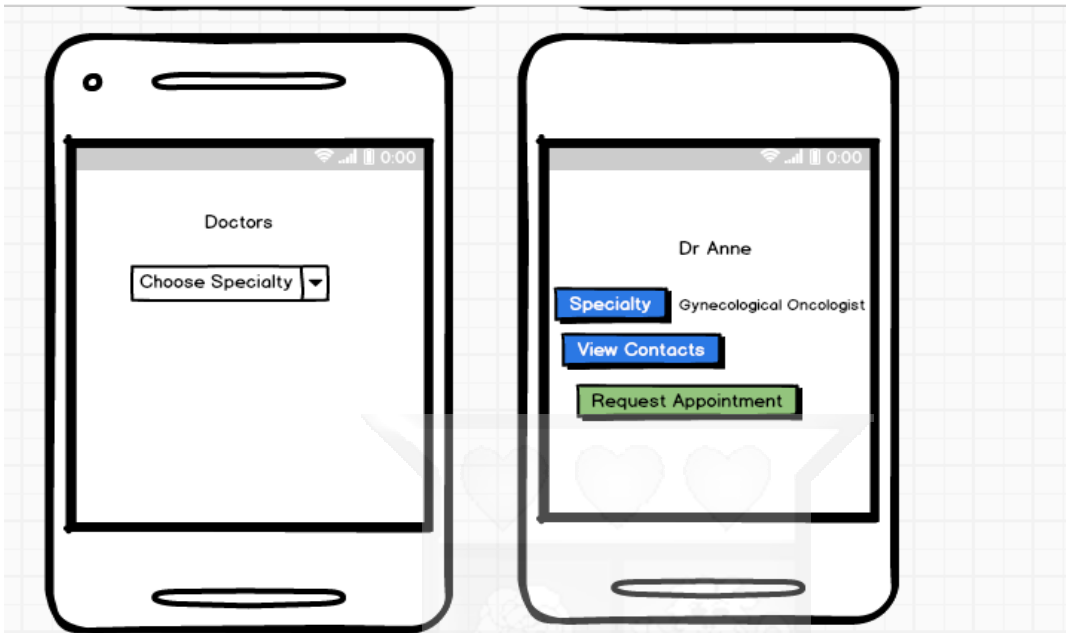 0:00
Doctors
Choose Specialty
0:00
Dr Anne
Specialty Gynecological Oncologist
View Contacts
Request Appointment